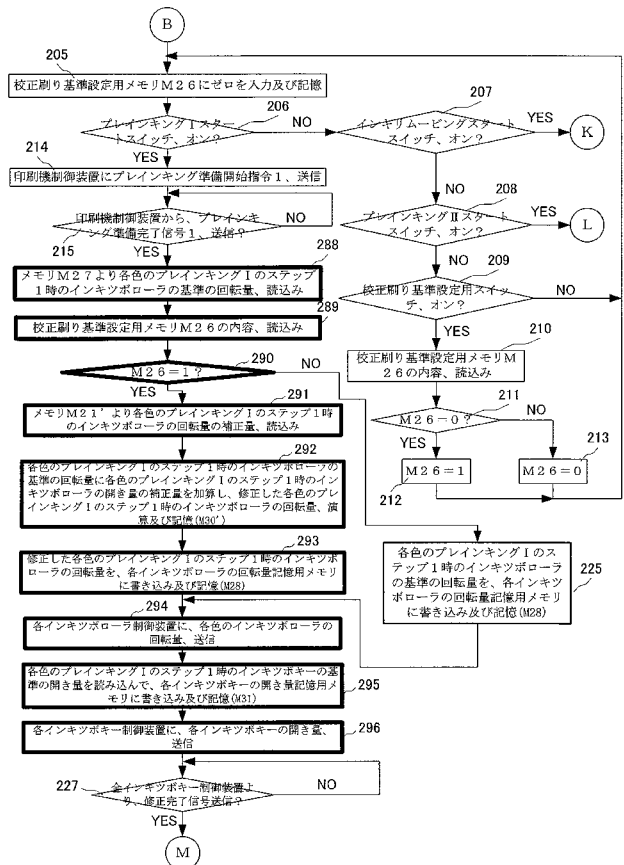 B
205
校正刷り基準設定用メモリM26にゼロを入力及び記憶
206
プレインキングⅠスター
トスイッチ、オン?
NO
YES
207
インキリムービングスタート
スイッチ、オン?
YES
K
NO
214
印刷機制御装置にプレインキング準備開始指令1、送信
印刷機制御装置から、プレインキ
ング準備完了信号1、送信?
NO
215
YES
208
プレインキングⅡスタート
スイッチ、オン?
YES
L
NO
209
校正刷り基準設定用スイッ
チ、オン?
NO
YES
288
メモリM27より各色のプレインキングⅠのステップ
1時のインキツボローラの基準の回転量、読込み
289
校正刷り基準設定用メモリM26の内容、読込み
290
M26=1?
NO
YES
210
校正刷り基準設定用メモリM
26の内容、読込み
211
M26=0?
NO
YES
M26=1
212
M26=0
213
291
メモリM21'より各色のプレインキングⅠのステップ1時
のインキツボローラの回転量の補正量、読込み
292
各色のプレインキングⅠのステップ1時のインキツボローラの
基準の回転量に各色のプレインキングⅠのステップ1時のイン
キツボローラの開き量の補正量を加算し、修正した各色のプレ
インキングⅠのステップ1時のインキツボローラの回転量、演
算及び記憶(M30')
293
修正した各色のプレインキングⅠのステップ1時のインキツボ
ローラの回転量を、各インキツボローラの回転量記憶用メモリ
に書き込み及び記憶(M28)
225
各色のプレインキングⅠの
ステップ1時のインキツボローラ
の基準の回転量を、各インキツ
ボローラの回転量記憶用メモリ
に書き込み及び記憶(M28)
294
各インキツボローラ制御装置に、各色のインキツボローラの
回転量、送信
295
各色のプレインキングⅠのステップ1時のインキツボキーの基
準の開き量を読み込んで、各インキツボキーの開き量記憶用メ
モリに書き込み及び記憶(M31)
296
各インキツボキー制御装置に、各インキツボキーの開き量、
送信
227
全インキツボキー制御装置よ
り、修正完了信号送信?
NO
YES
M